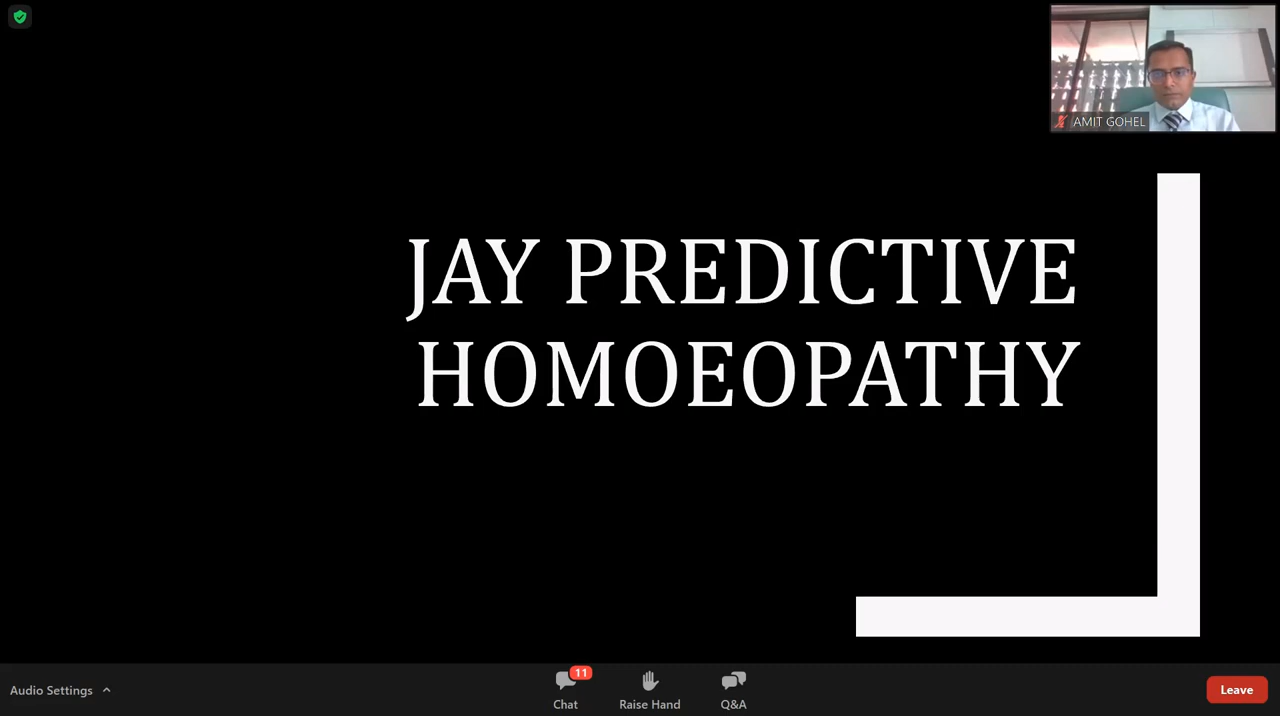 AMIT GOHEL
JAY PREDICTIVE
HOMOEOPATHY
Audio Settings
11
Chat
Raise Hand
Q&A
Leave